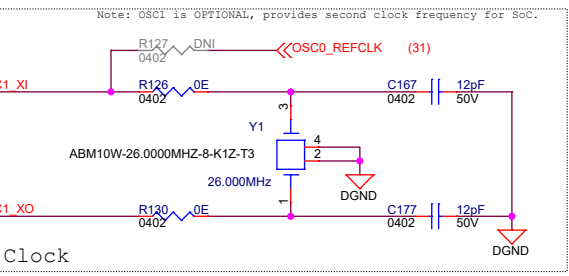 Note: OSC1 is OPTIONAL, provides second clock frequency for SoC.
R127 DNI
0402
OSC0_REFCLK (31)
C1_XI
R126 0E
0402
C167 12pF
0402 50V
3
Y1
4
ABM10W-26.0000MHZ-8-K1Z-T3
2
26.000MHz
DGND
1
C1_XO
R130 0E
0402
C177 12pF
0402 50V
Clock
DGND